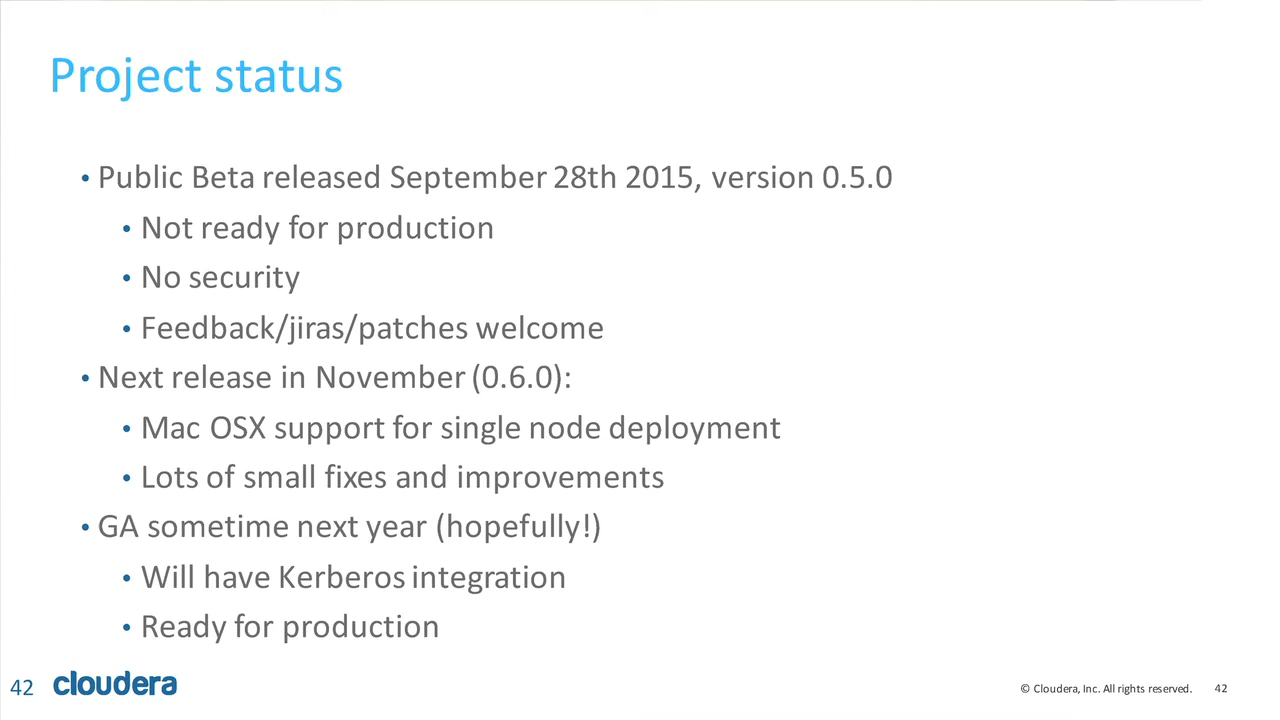 Project status
• Public Beta released September 28th 2015, version 0.5.0
• Not ready for production
• No security
• Feedback/jiras/patches welcome
• Next release in November (0.6.0):
• Mac OSX support for single node deployment
• Lots of small fixes and improvements
• GA sometime next year (hopefully!)
• Will have Kerberos integration
• Ready for production
42 cloudera © Cloudera, Inc. All rights reserved. 42